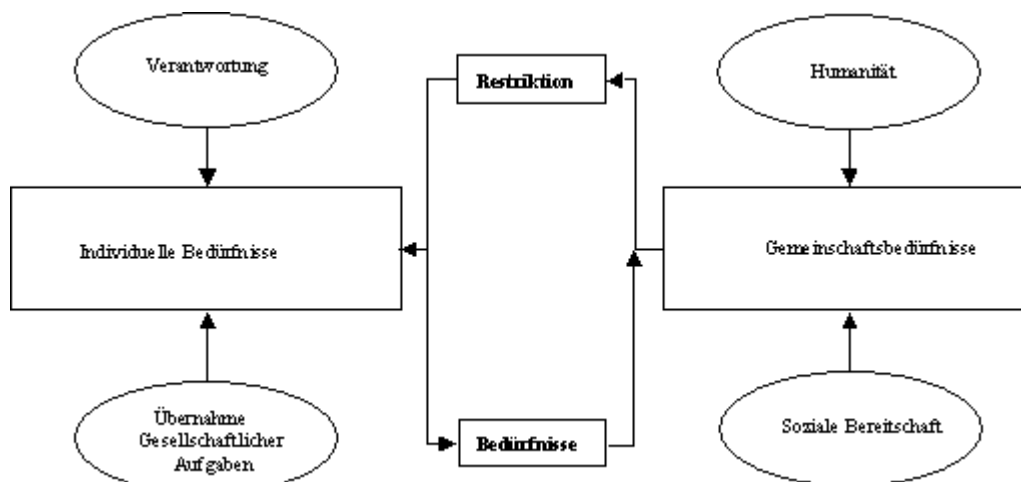 Verantwortung
Restriktion
Humanität
Individuelle Bedürfnisse
Gemeinschaftsbedürfnisse
Übernahme
Gesellschaftlicher
Aufgaben
Bedürfnisse
Soziale Bereitschaft